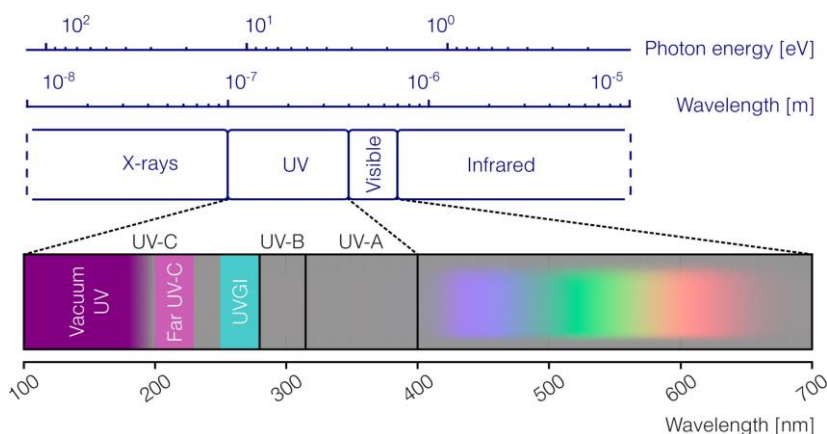 10² 10¹ 10⁰
Photon energy [eV]
10⁻⁸ 10⁻⁷ 10⁻⁶ 10⁻⁵
Wavelength [m]
X-rays UV Visible Infrared
UV-C UV-B UV-A
Vacuum
UV
Far UV-C
UVGI
100 200 300 400 500 600 700
Wavelength [nm]